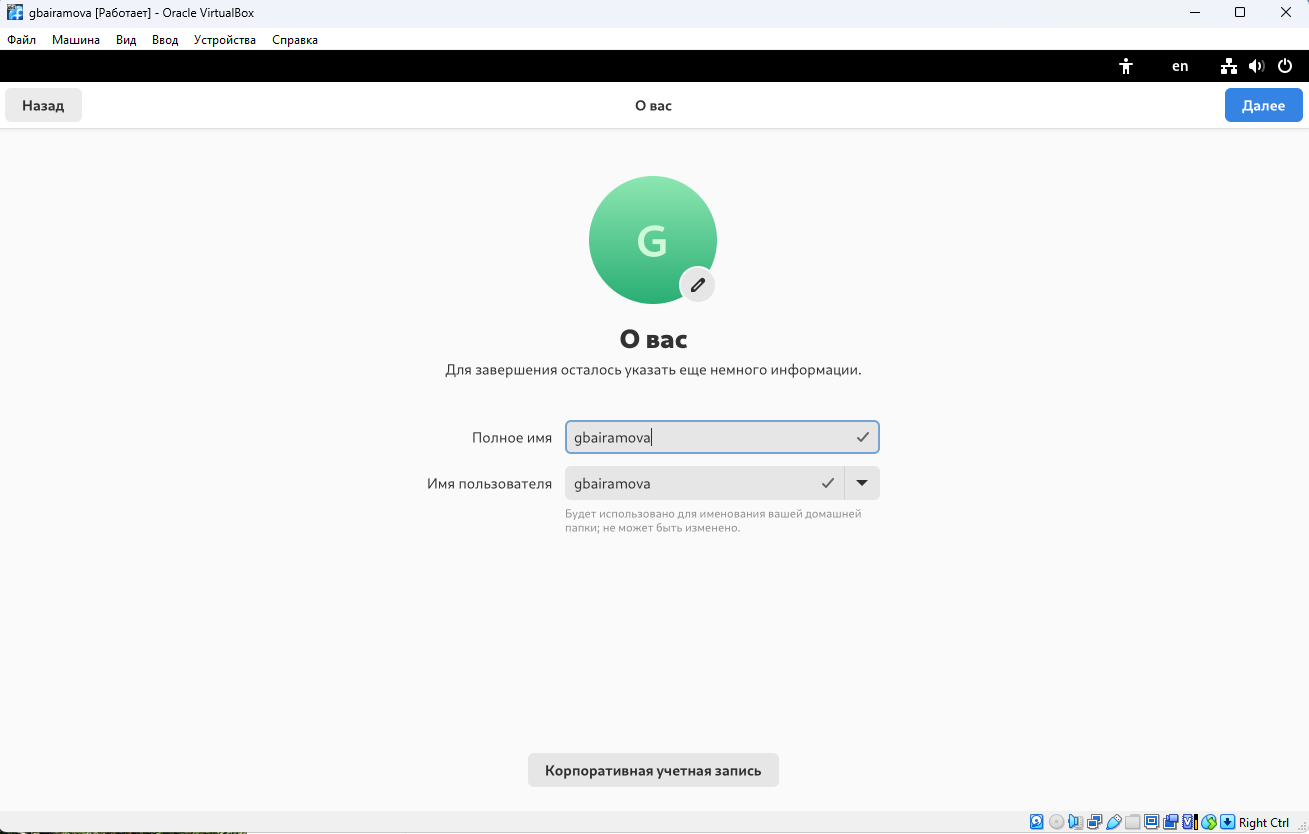 gbairamova [Работает] - Oracle VirtualBox
Файл Машина Вид Ввод Устройства Справка
en
Назад О вас Далее
G
О вас
Для завершения осталось указать еще немного информации.
Полное имя gbairamova
Имя пользователя gbairamova
Будет использовано для именования вашей домашней
папки; не может быть изменено.
Корпоративная учетная запись
Right Ctrl